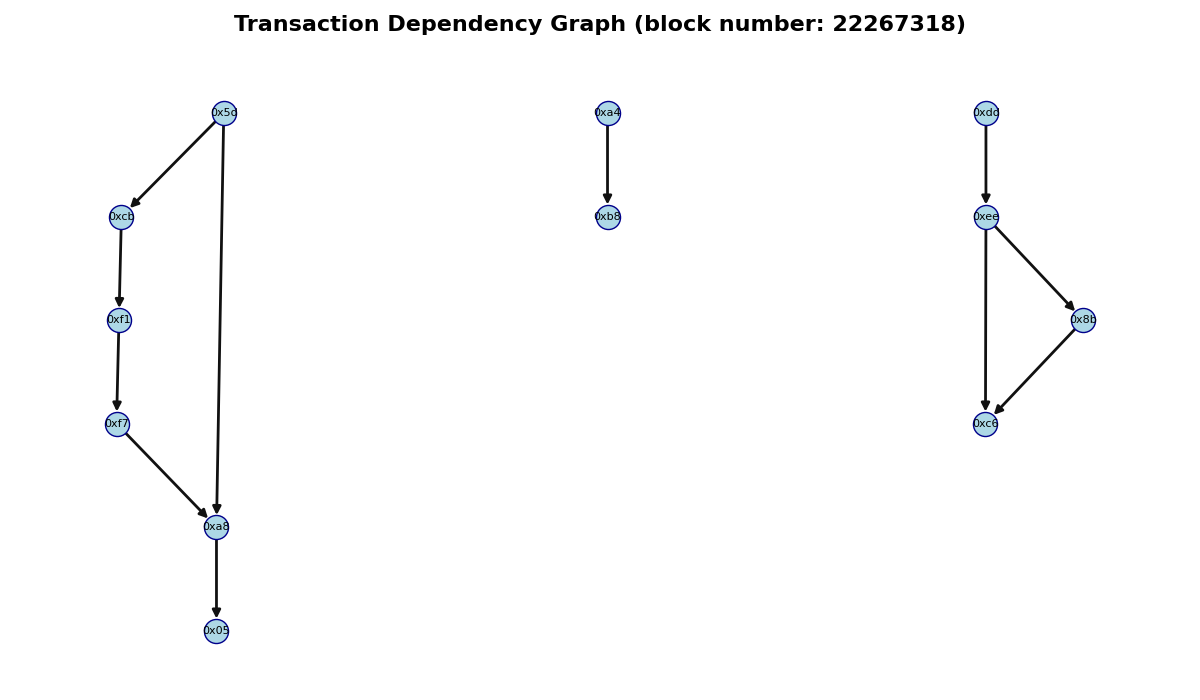 Transaction Dependency Graph (block number: 22267318)
0x5d
0xa4
0xdd
0xcb
0xb8
0xee
0xf1
0x8b
0xf7
0xc6
0xa8
0x05